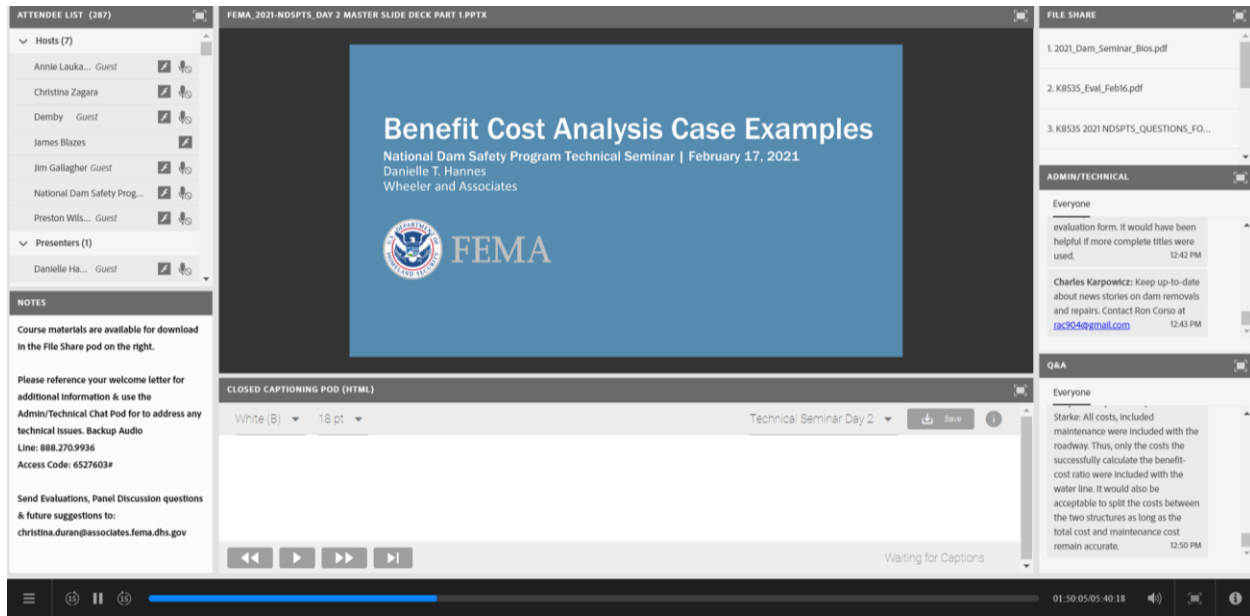 ATTENDEE LIST (287)
Hosts (7)
Annie Lauka... Guest
Christina Zagara
Demby Guest
James Blazes
Jim Gallagher Guest
National Dam Safety Prog...
Preston Wils... Guest
Presenters (1)
Danielle Ha... Guest
NOTES
Course materials are available for download
in the File Share pod on the right.
Please reference your welcome letter for
additional information & use the
Admin/Technical Chat Pod for to address any
technical issues. Backup Audio
Line: 888.270.9936
Access Code: 6527603#
Send Evaluations, Panel Discussion questions
& future suggestions to:
christina.duran@associates.fema.dhs.gov
FEMA_2021-NDSPTS_DAY 2 MASTER SLIDE DECK PART 1.PPTX
Benefit Cost Analysis Case Examples
National Dam Safety Program Technical Seminar | February 17, 2021
Danielle T. Hannes
Wheeler and Associates
U.S. DEPARTMENT OF
HOMELAND SECURITY
FEMA
CLOSED CAPTIONING POD (HTML)
White (B) 18 pt Technical Seminar Day 2 Save
Waiting for Captions
FILE SHARE
1. 2021_Dam_Seminar_Bios.pdf
2. K8535_Eval_Feb16.pdf
3. K8535 2021 NDSPTS_QUESTIONS_FO...
ADMIN/TECHNICAL
Everyone
evaluation form. It would have been
helpful if more complete titles were
used. 12:42 PM
Charles Karpowicz: Keep up-to-date
about news stories on dam removals
and repairs. Contact Ron Corso at
rac904@gmail.com 12:43 PM
Q&A
Everyone
Starke: All costs, included
maintenance were included with the
roadway. Thus, only the costs the
successfully calculate the benefit-
cost ratio were included with the
water line. It would also be
acceptable to split the costs between
the two structures as long as the
total cost and maintenance cost
remain accurate. 12:50 PM
15 15 01:50:05/05:40:18